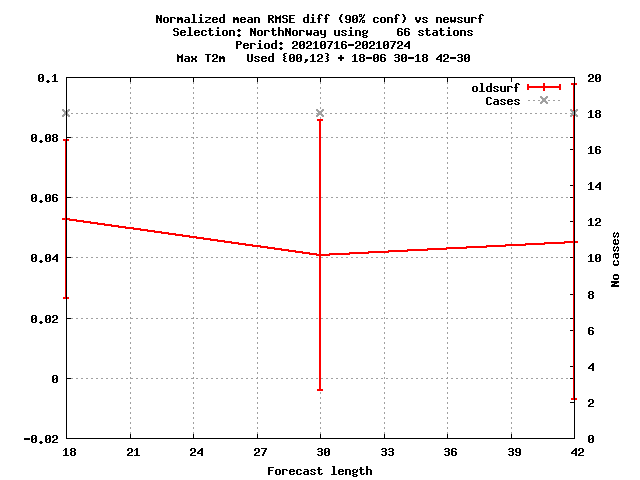 Normalized mean RMSE diff (90% conf) vs newsurf
Selection: NorthNorway using    66 stations
Period: 20210716-20210724
Max T2m   Used {00,12} + 18-06 30-18 42-30
oldsurf
Cases
0.1
0.08
0.06
0.04
0.02
0
-0.02
20
18
16
14
12
10
8
6
4
2
0
No cases
18 21 24 27 30 33 36 39 42
Forecast length